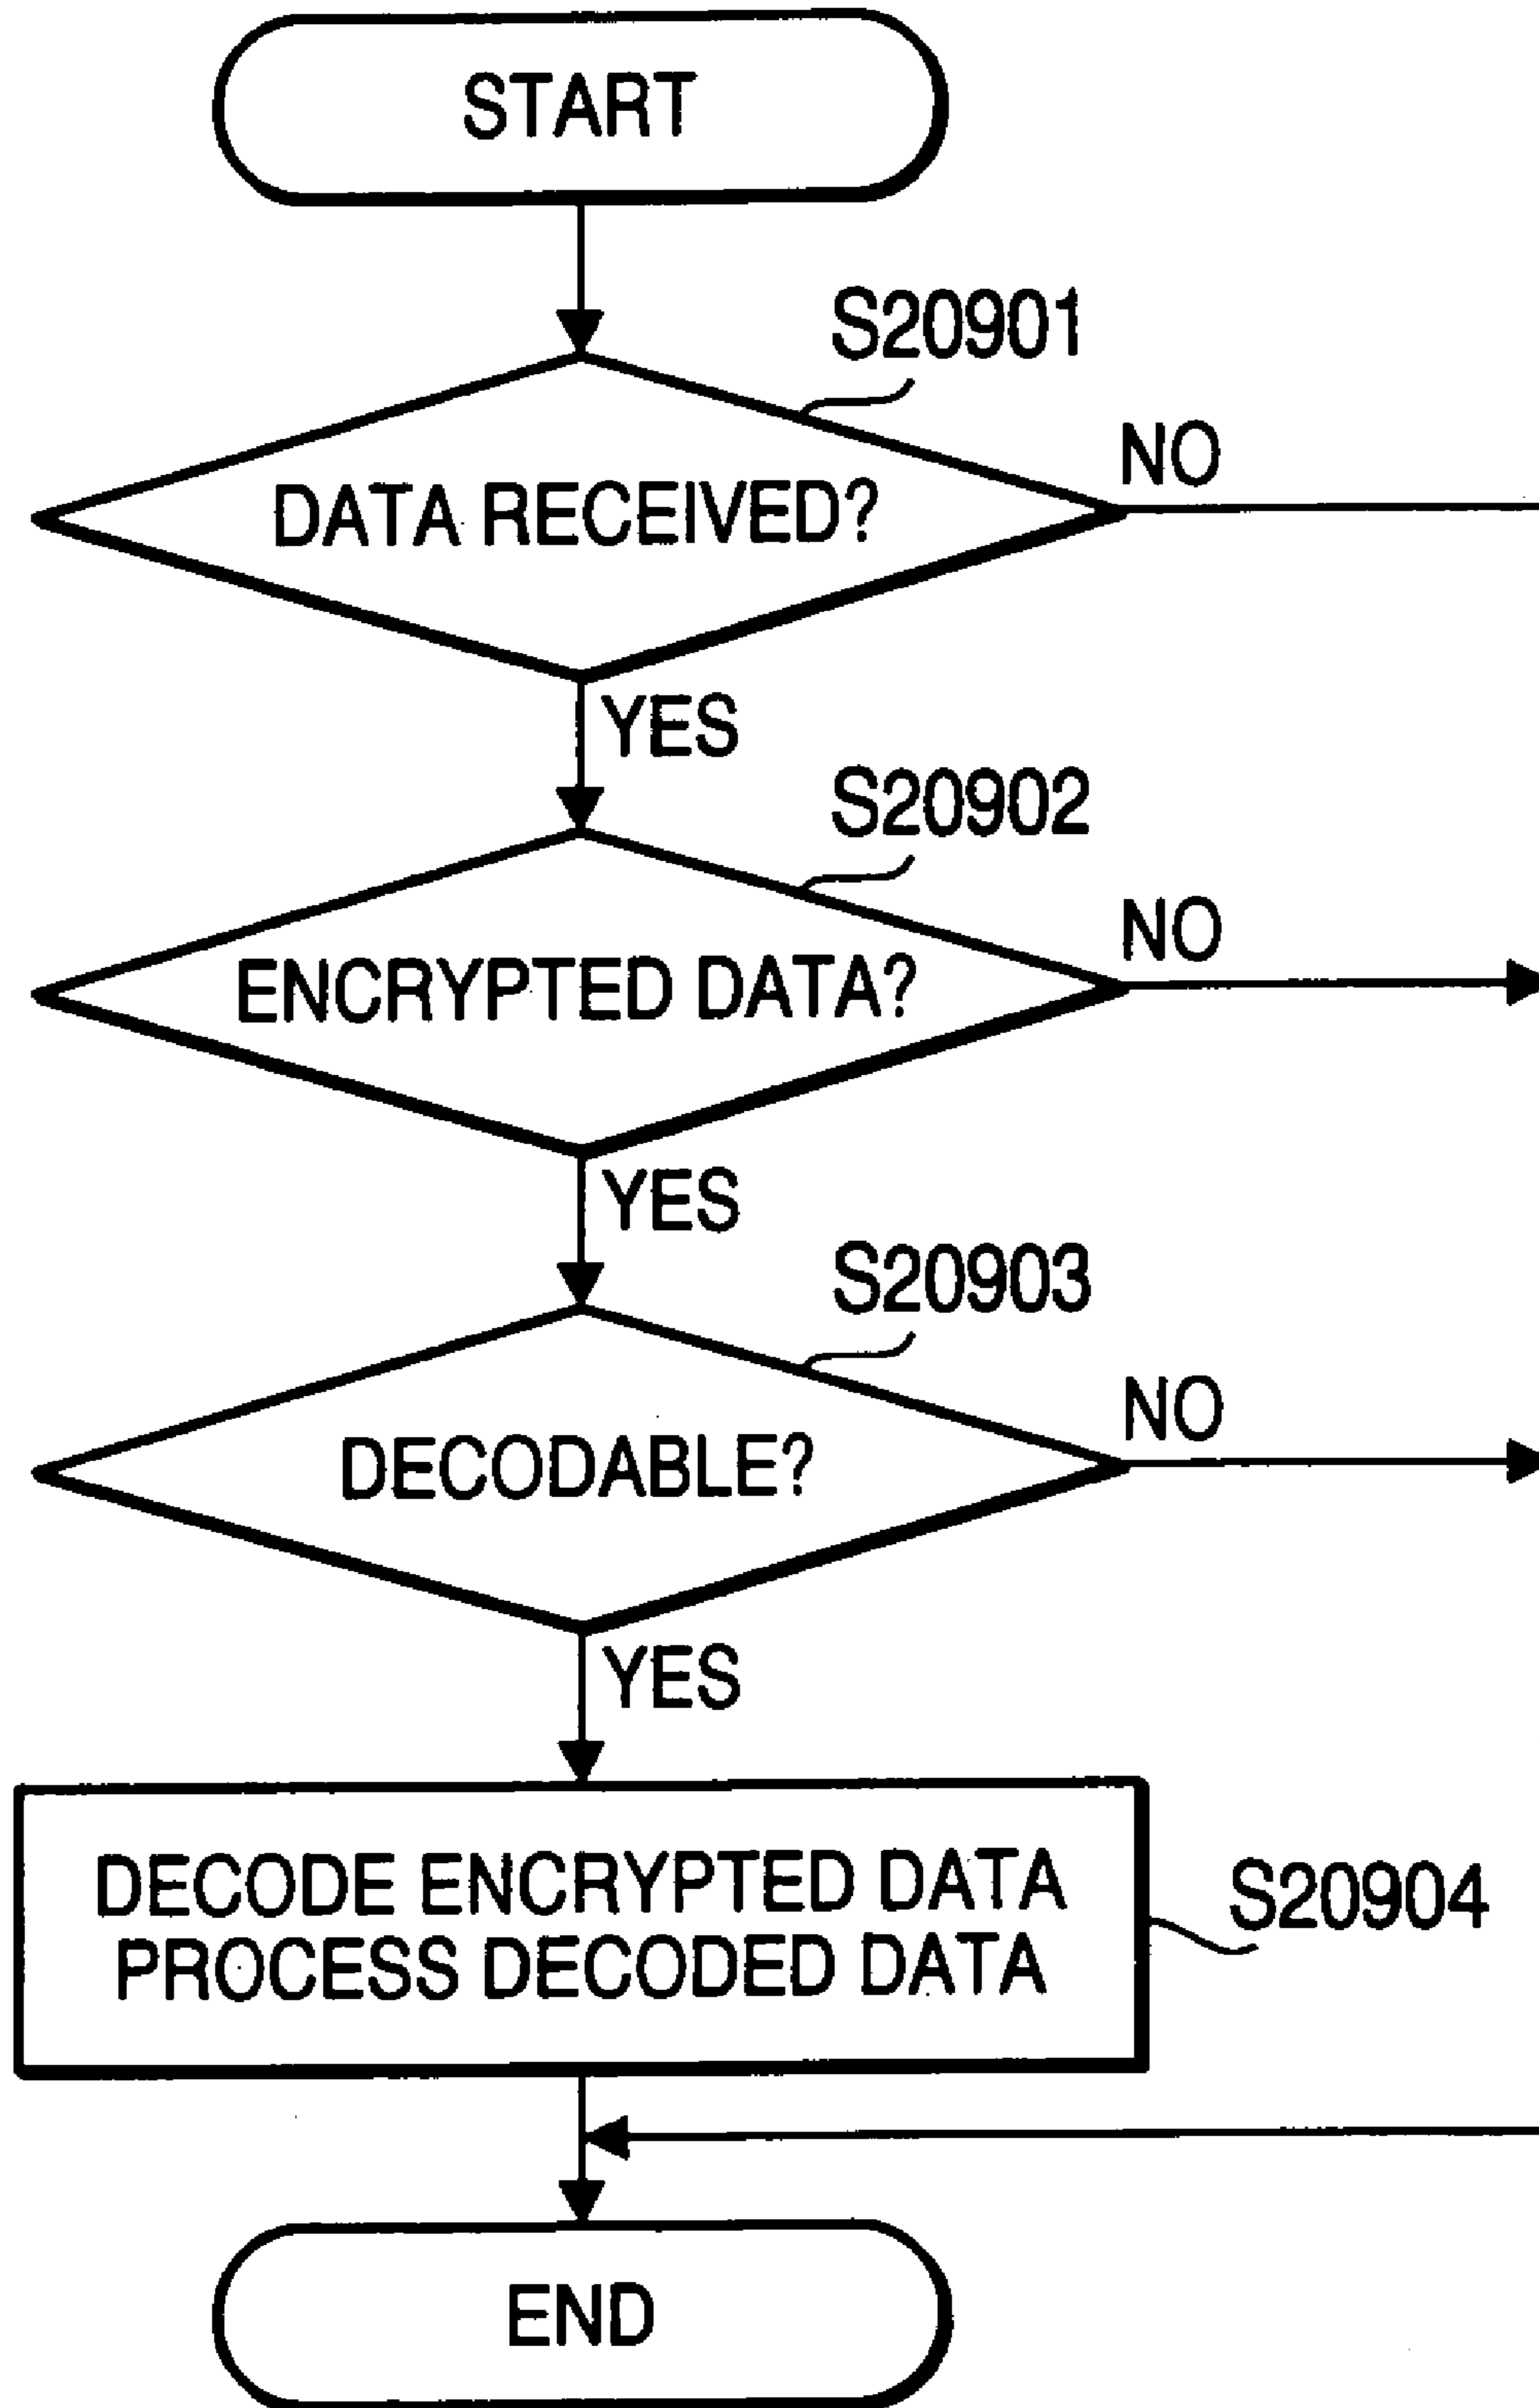 START
S20901
NO
DATA RECEIVED?
YES
S20902
NO
ENCRYPTED DATA?
YES
S20903
NO
DECODABLE?
YES
DECODE ENCRYPTED DATA
PROCESS DECODED DATA
S20904
END